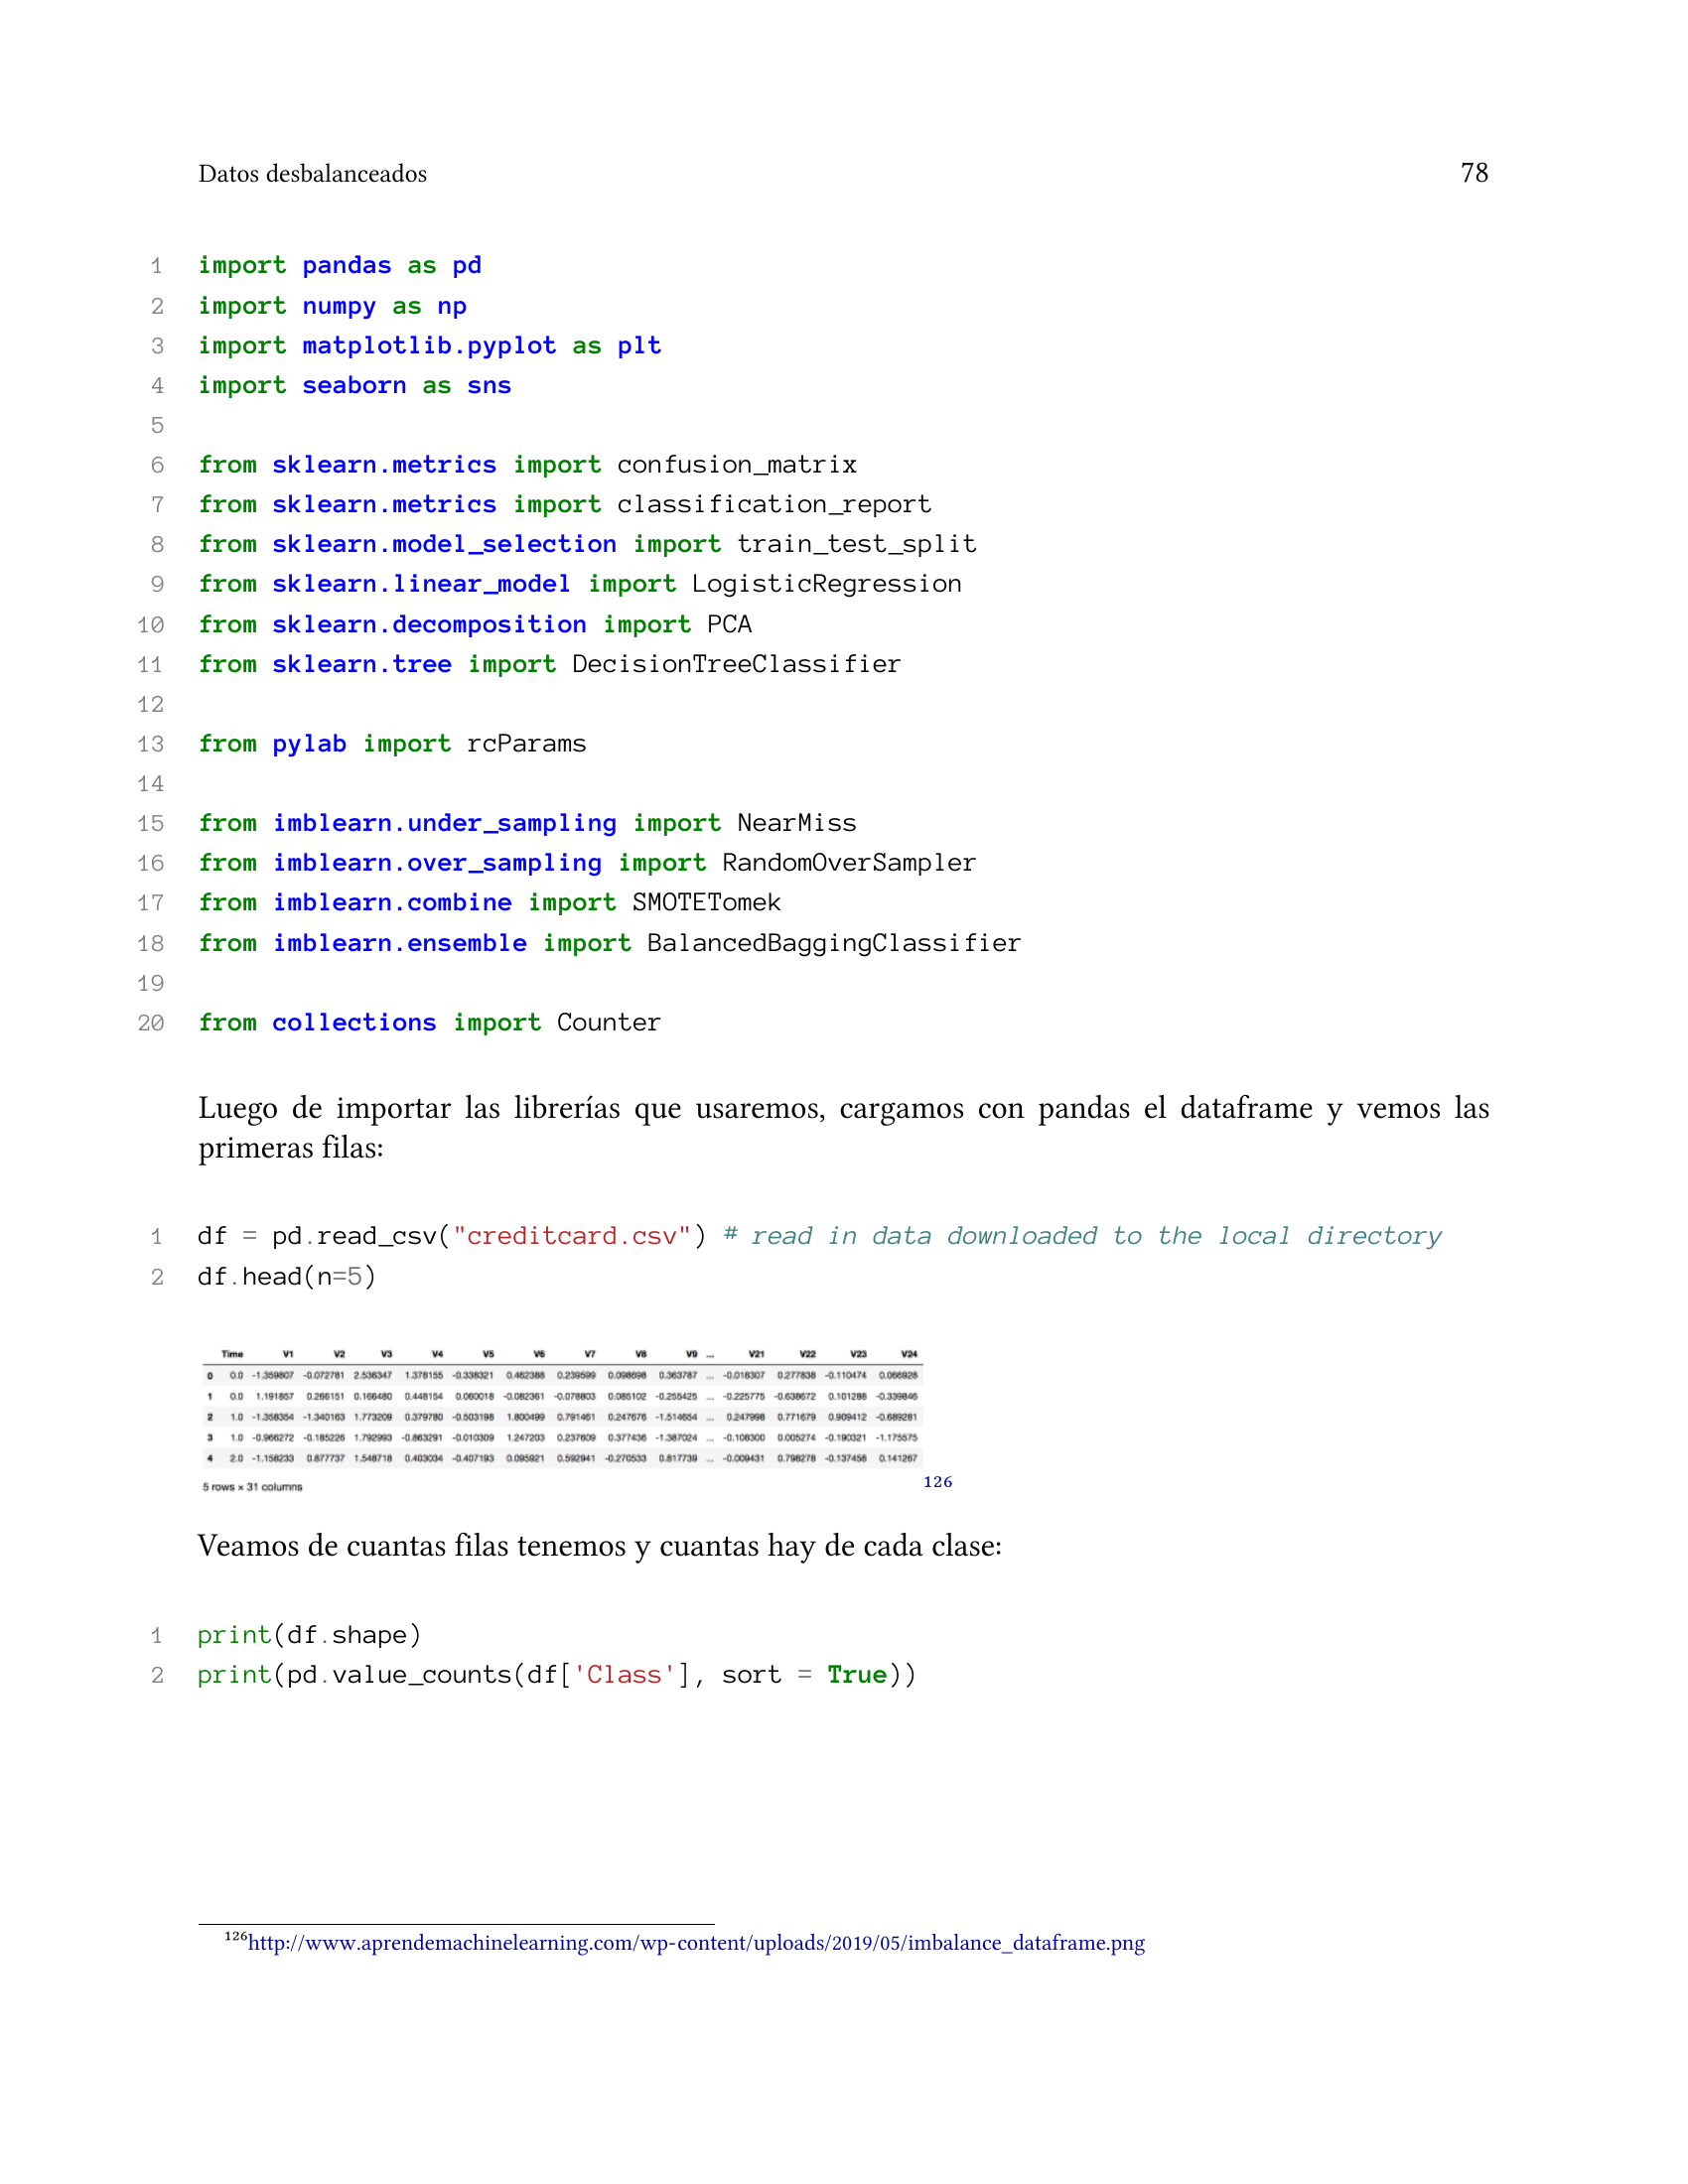 Datos desbalanceados 78
1 import pandas as pd
2 import numpy as np
3 import matplotlib.pyplot as plt
4 import seaborn as sns
5
6 from sklearn.metrics import confusion_matrix
7 from sklearn.metrics import classification_report
8 from sklearn.model_selection import train_test_split
9 from sklearn.linear_model import LogisticRegression
10 from sklearn.decomposition import PCA
11 from sklearn.tree import DecisionTreeClassifier
12
13 from pylab import rcParams
14
15 from imblearn.under_sampling import NearMiss
16 from imblearn.over_sampling import RandomOverSampler
17 from imblearn.combine import SMOTETomek
18 from imblearn.ensemble import BalancedBaggingClassifier
19
20 from collections import Counter
Luego de importar las librerías que usaremos, cargamos con pandas el dataframe y vemos las
primeras filas:
1 df = pd.read_csv("creditcard.csv") # read in data downloaded to the local directory
2 df.head(n=5)
Time V1 V2 V3 V4 V5 V6 V7 V8 V9 ... V21 V22 V23 V24
0 0.0 -1.359807 -0.072781 2.536347 1.378155 -0.338321 0.462388 0.239599 0.098698 0.363787 ... -0.018307 0.277838 -0.110474 0.066928
1 0.0 1.191857 0.266151 0.166480 0.448154 0.060018 -0.082361 -0.078803 0.085102 -0.255425 ... -0.225775 -0.638672 0.101288 -0.339846
2 1.0 -1.358354 -1.340163 1.773209 0.379780 -0.503198 1.800499 0.791461 0.247676 -1.514654 ... 0.247998 0.771679 0.909412 -0.689281
3 1.0 -0.966272 -0.185226 1.792993 -0.863291 -0.010309 1.247203 0.237609 0.377436 -1.387024 ... -0.108300 0.005274 -0.190321 -1.175575
4 2.0 -1.158233 0.877737 1.548718 0.403034 -0.407193 0.095921 0.592941 -0.270533 0.817739 ... -0.009431 0.798278 -0.137458 0.141267
5 rows × 31 columns 126
Veamos de cuantas filas tenemos y cuantas hay de cada clase:
1 print(df.shape)
2 print(pd.value_counts(df['Class'], sort = True))
126http://www.aprendemachinelearning.com/wp-content/uploads/2019/05/imbalance_dataframe.png